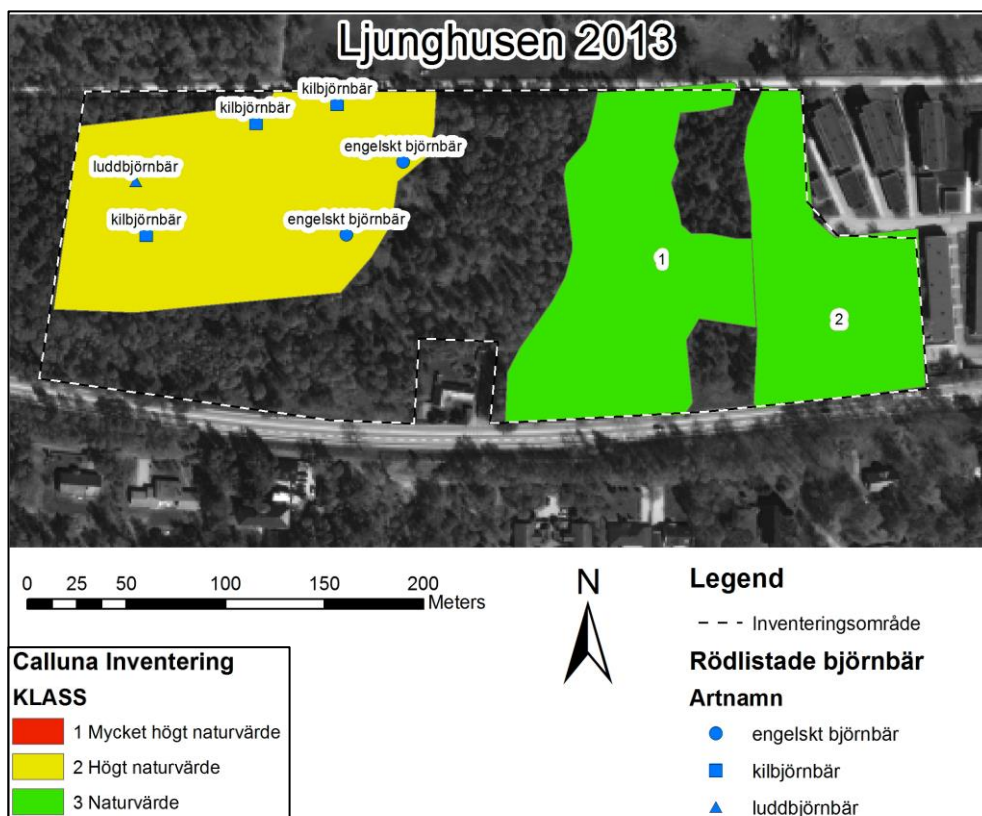 Ljunghusen 2013
kilbjörnbär
kilbjörnbär
engelskt björnbär
luddbjörnbär
kilbjörnbär
engelskt björnbär
1
2
0 25 50 100 150 200
Meters
N
Calluna Inventering
KLASS
1 Mycket högt naturvärde
2 Högt naturvärde
3 Naturvärde
Legend
Inventeringsområde
Rödlistade björnbär
Artnamn
engelskt björnbär
kilbjörnbär
luddbjörnbär